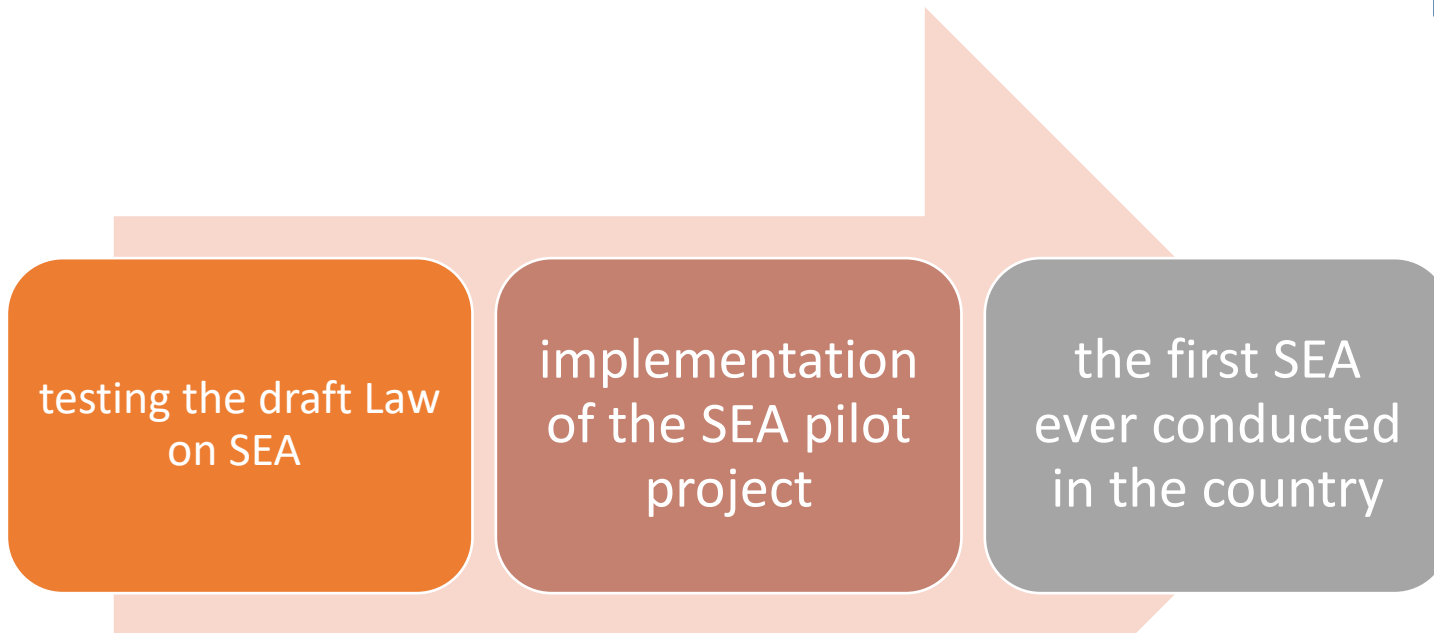 testing the draft Law
on SEA
implementation
of the SEA pilot
project
the first SEA
ever conducted
in the country